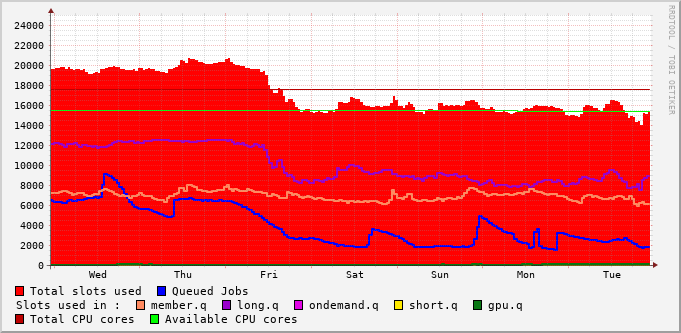 24000
22000
20000
18000
16000
14000
12000
10000
8000
6000
4000
2000
0
Wed Thu Fri Sat Sun Mon Tue
Total slots used Queued Jobs
Slots used in : member.q long.q ondemand.q short.q gpu.q
Total CPU cores Available CPU cores
RRDTOOL / TOBI OETIKER